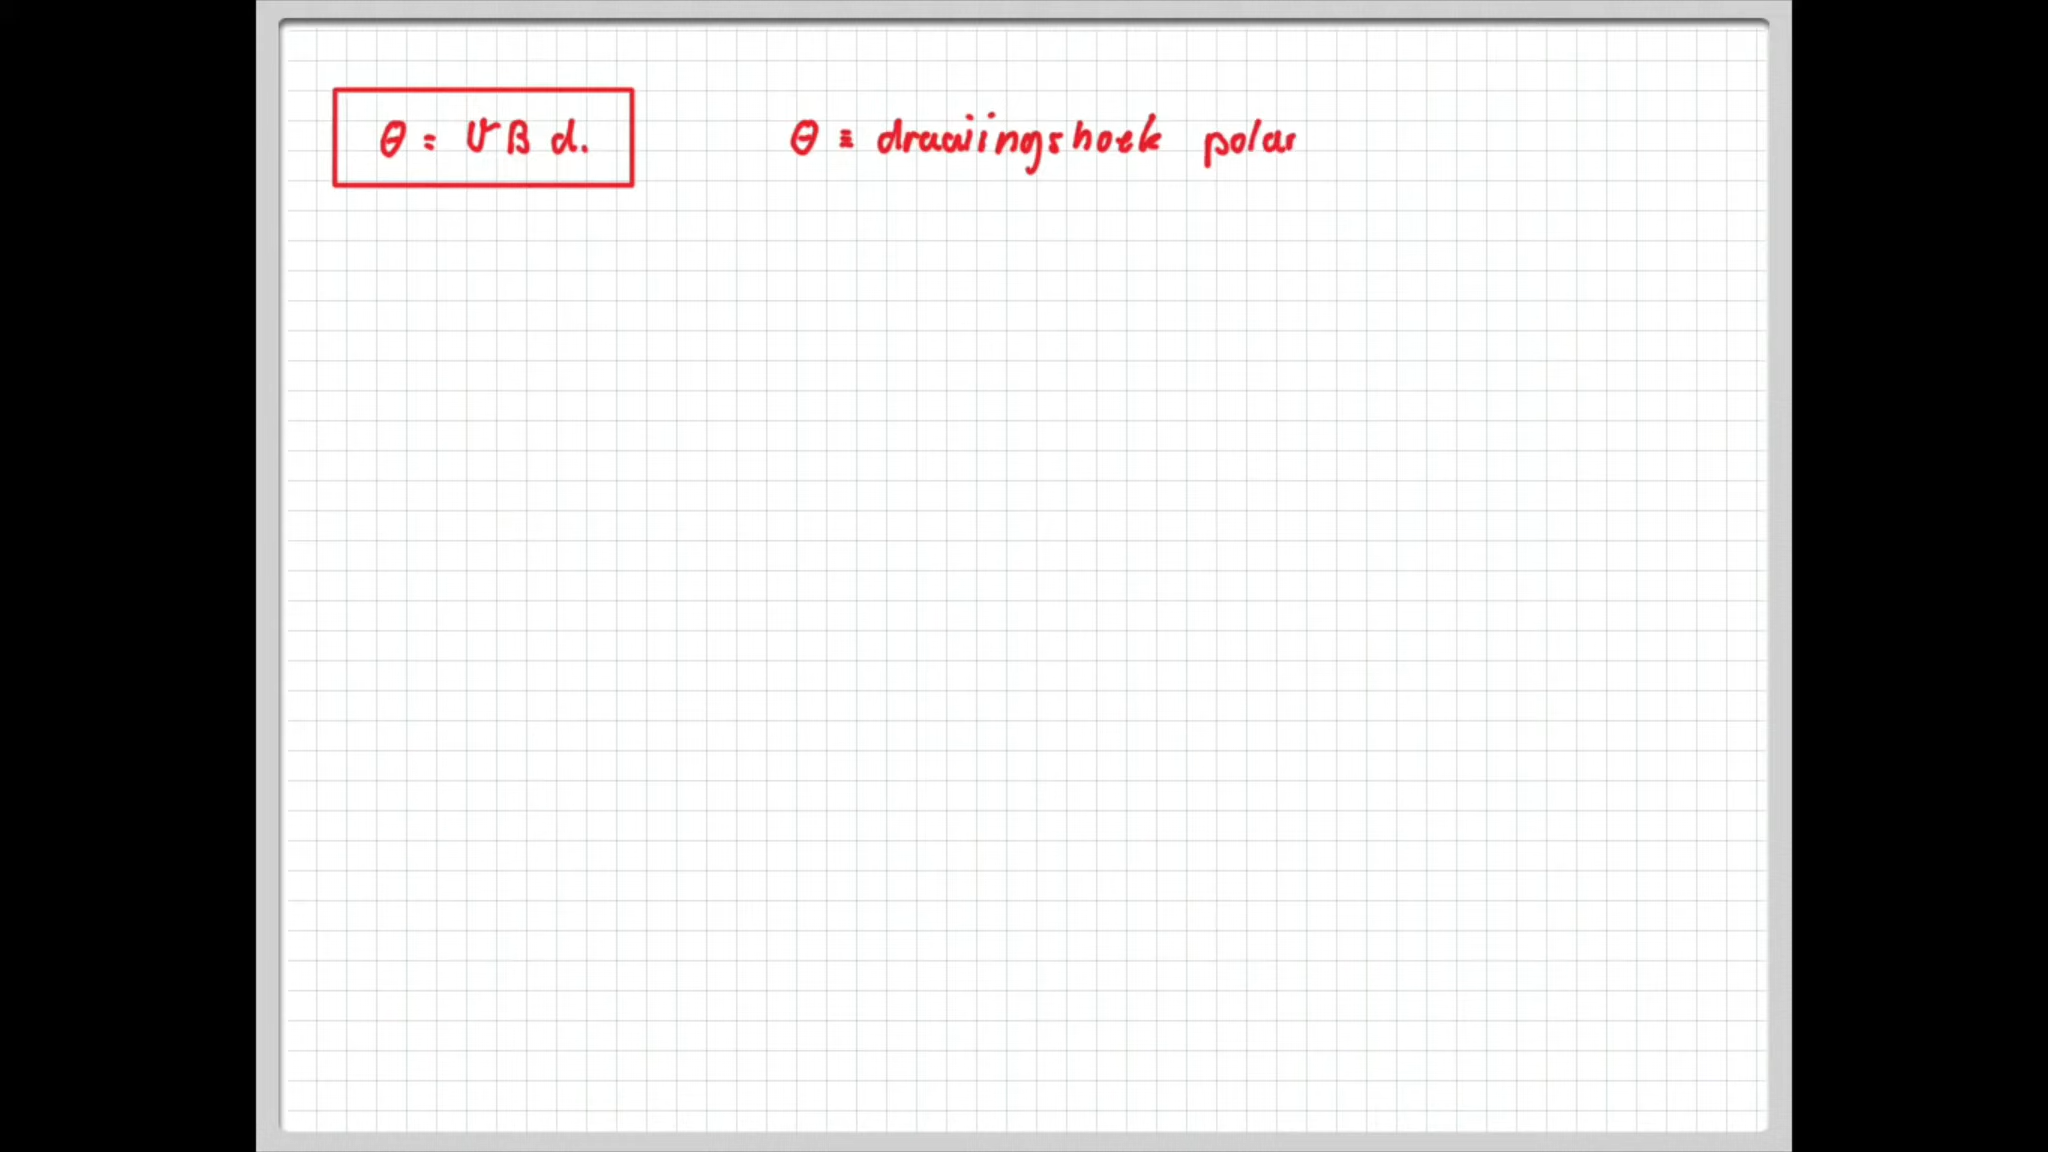 θ = V B d. θ ≡ draaiingshoek polar